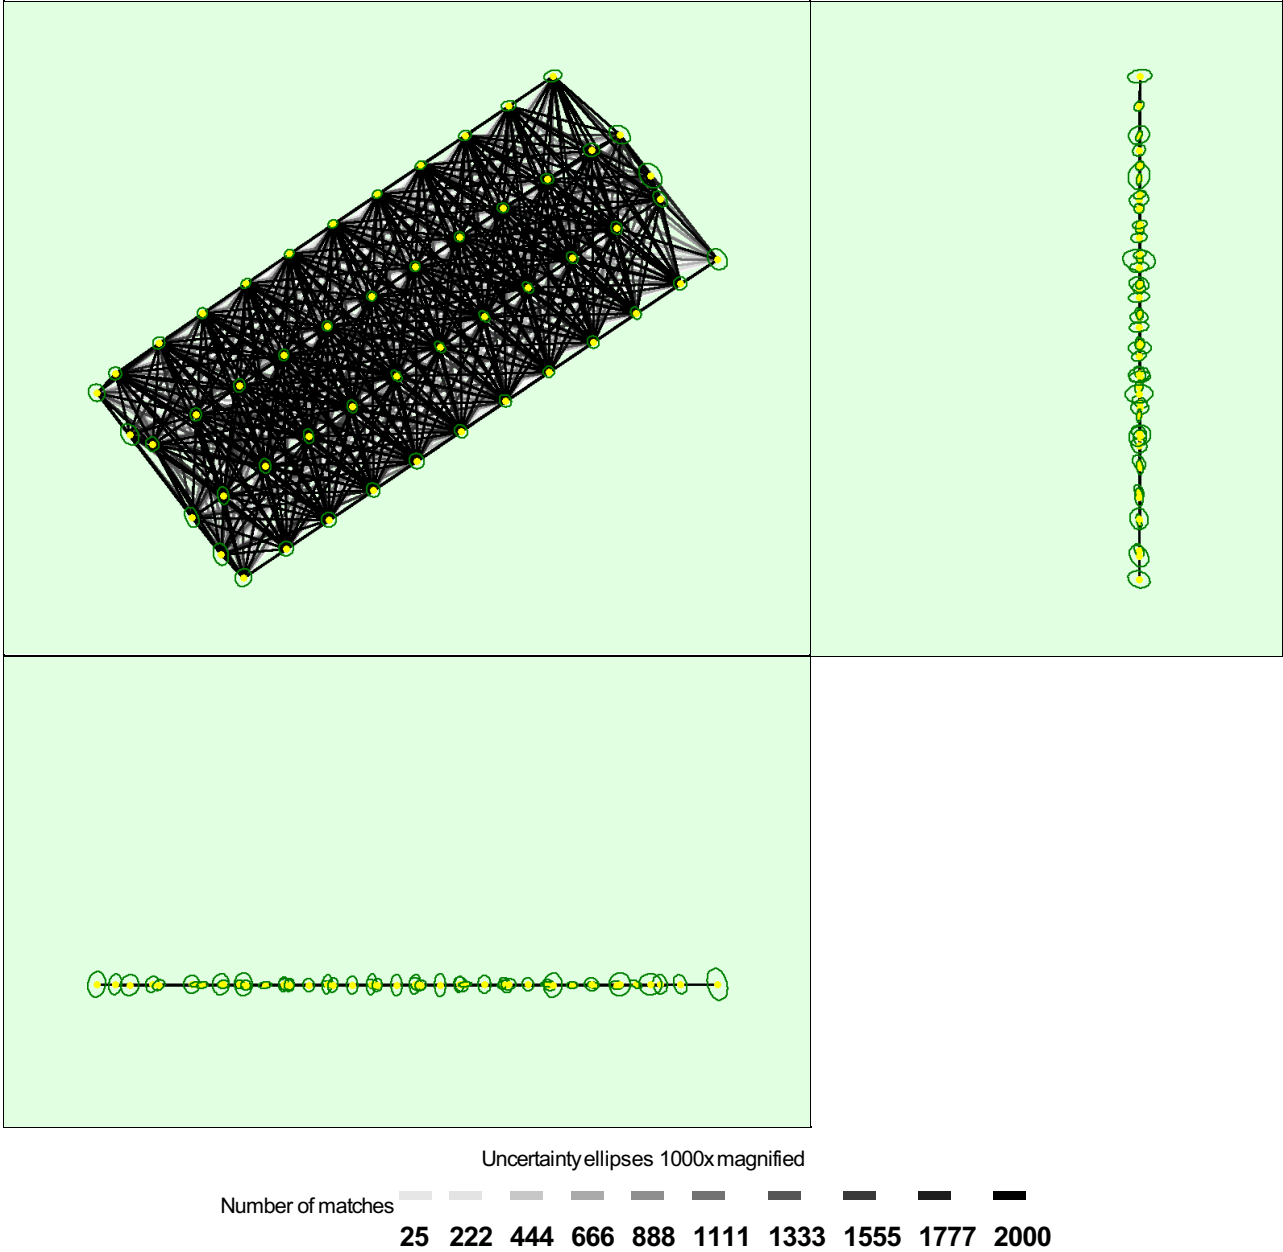 Uncertainty ellipses 1000x magnified
Number of matches
25 222 444 666 888 1111 1333 1555 1777 2000